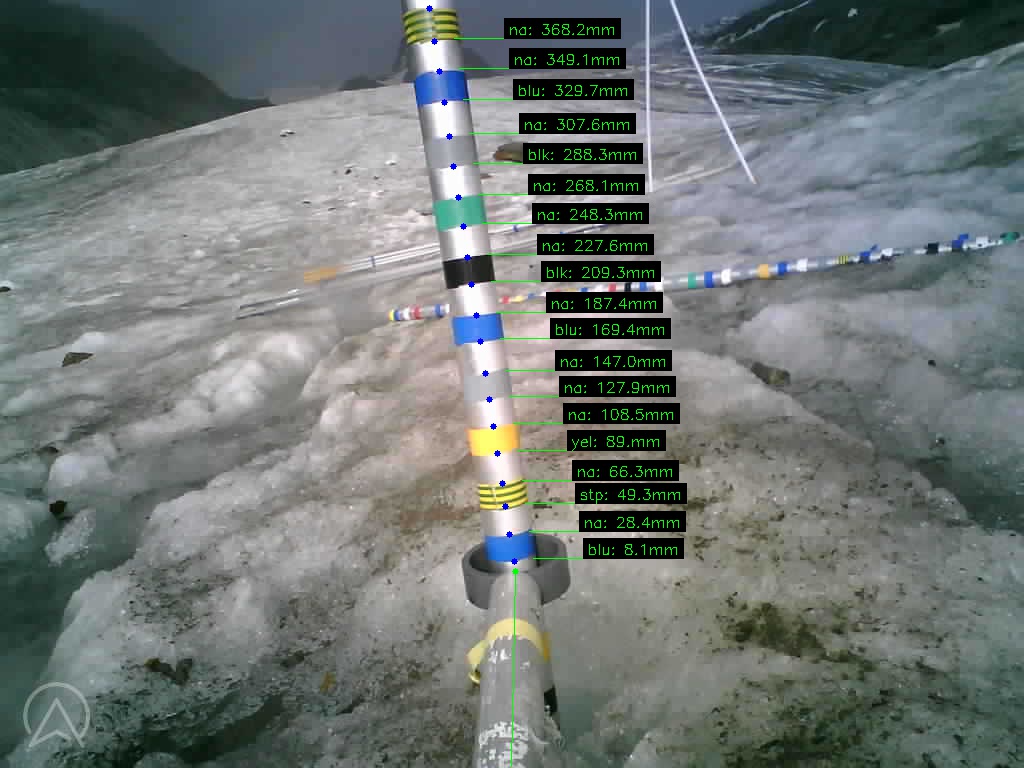 na: 368.2mm
na: 349.1mm
blu: 329.7mm
na: 307.6mm
blk: 288.3mm
na: 268.1mm
na: 248.3mm
na: 227.6mm
blk: 209.3mm
na: 187.4mm
blu: 169.4mm
na: 147.0mm
na: 127.9mm
na: 108.5mm
yel: 89.mm
na: 66.3mm
stp: 49.3mm
na: 28.4mm
blu: 8.1mm